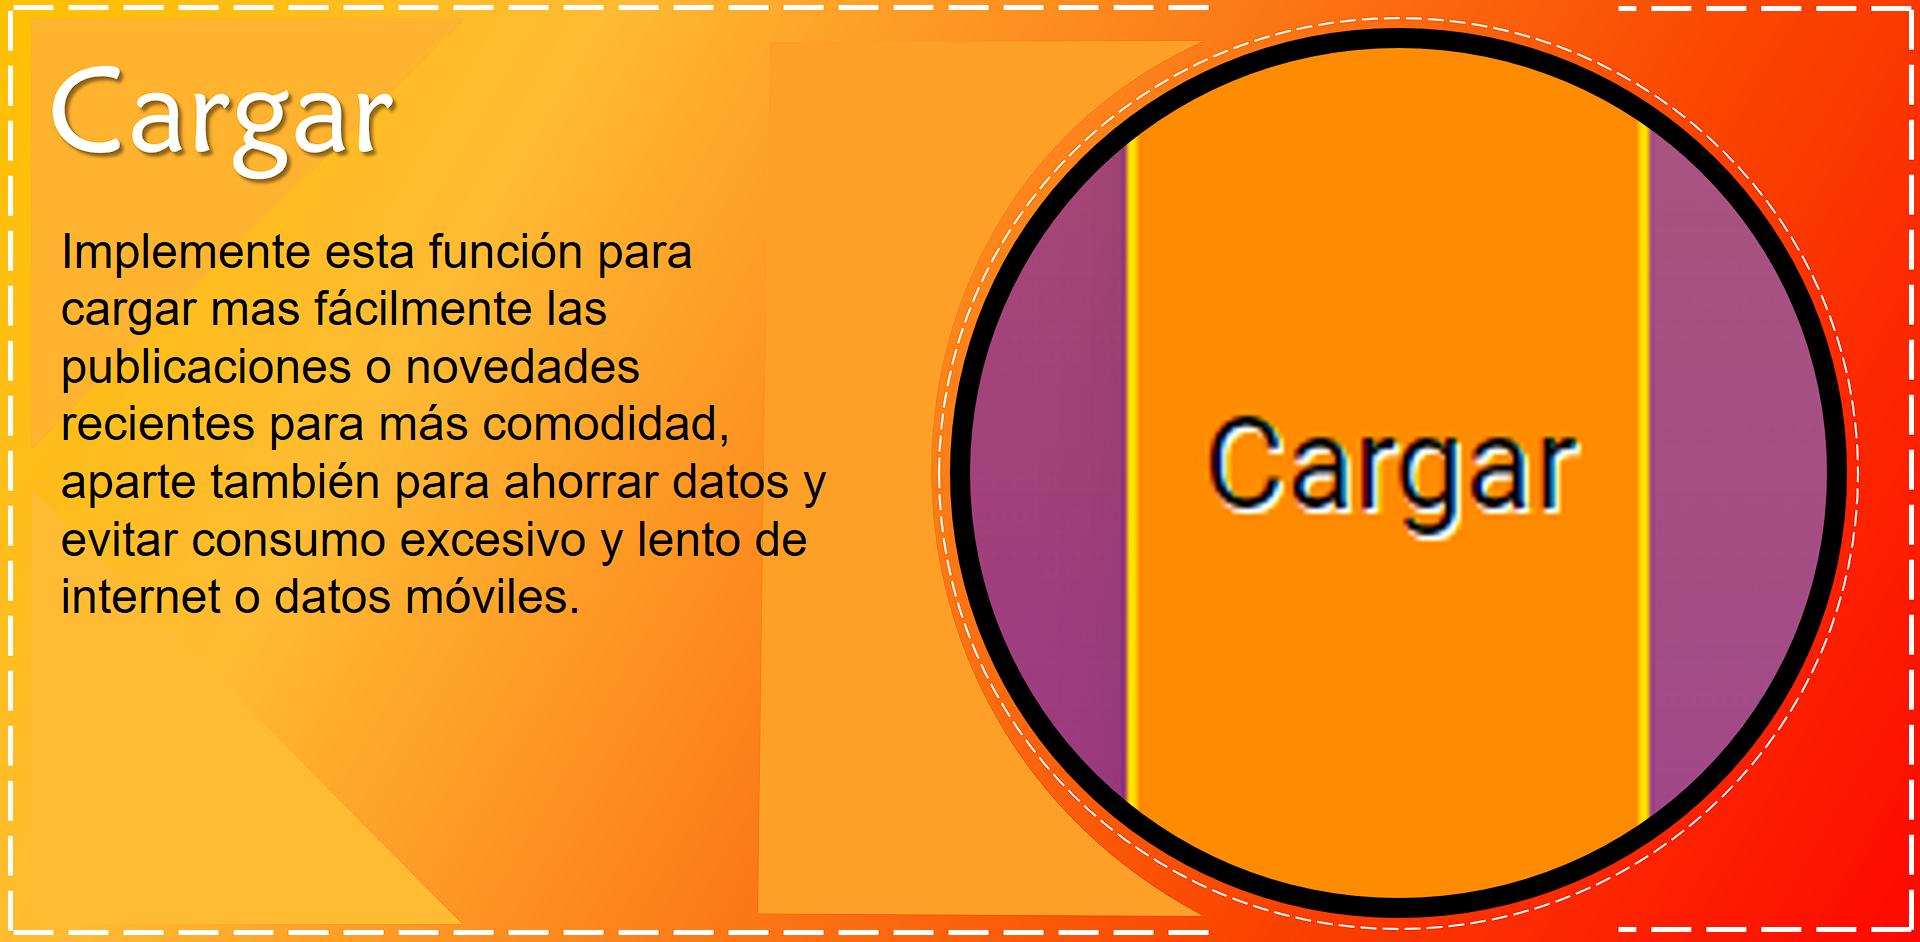 Cargar
Implemente esta función para
cargar mas fácilmente las
publicaciones o novedades
recientes para más comodidad,
aparte también para ahorrar datos y
evitar consumo excesivo y lento de
internet o datos móviles.
Cargar